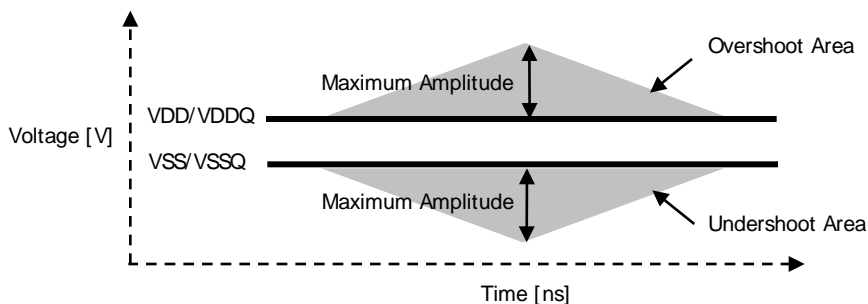 Overshoot Area
Maximum Amplitude
VDD/VDDQ
Voltage [V]
VSS/VSSQ
Maximum Amplitude
Undershoot Area
Time [ns]